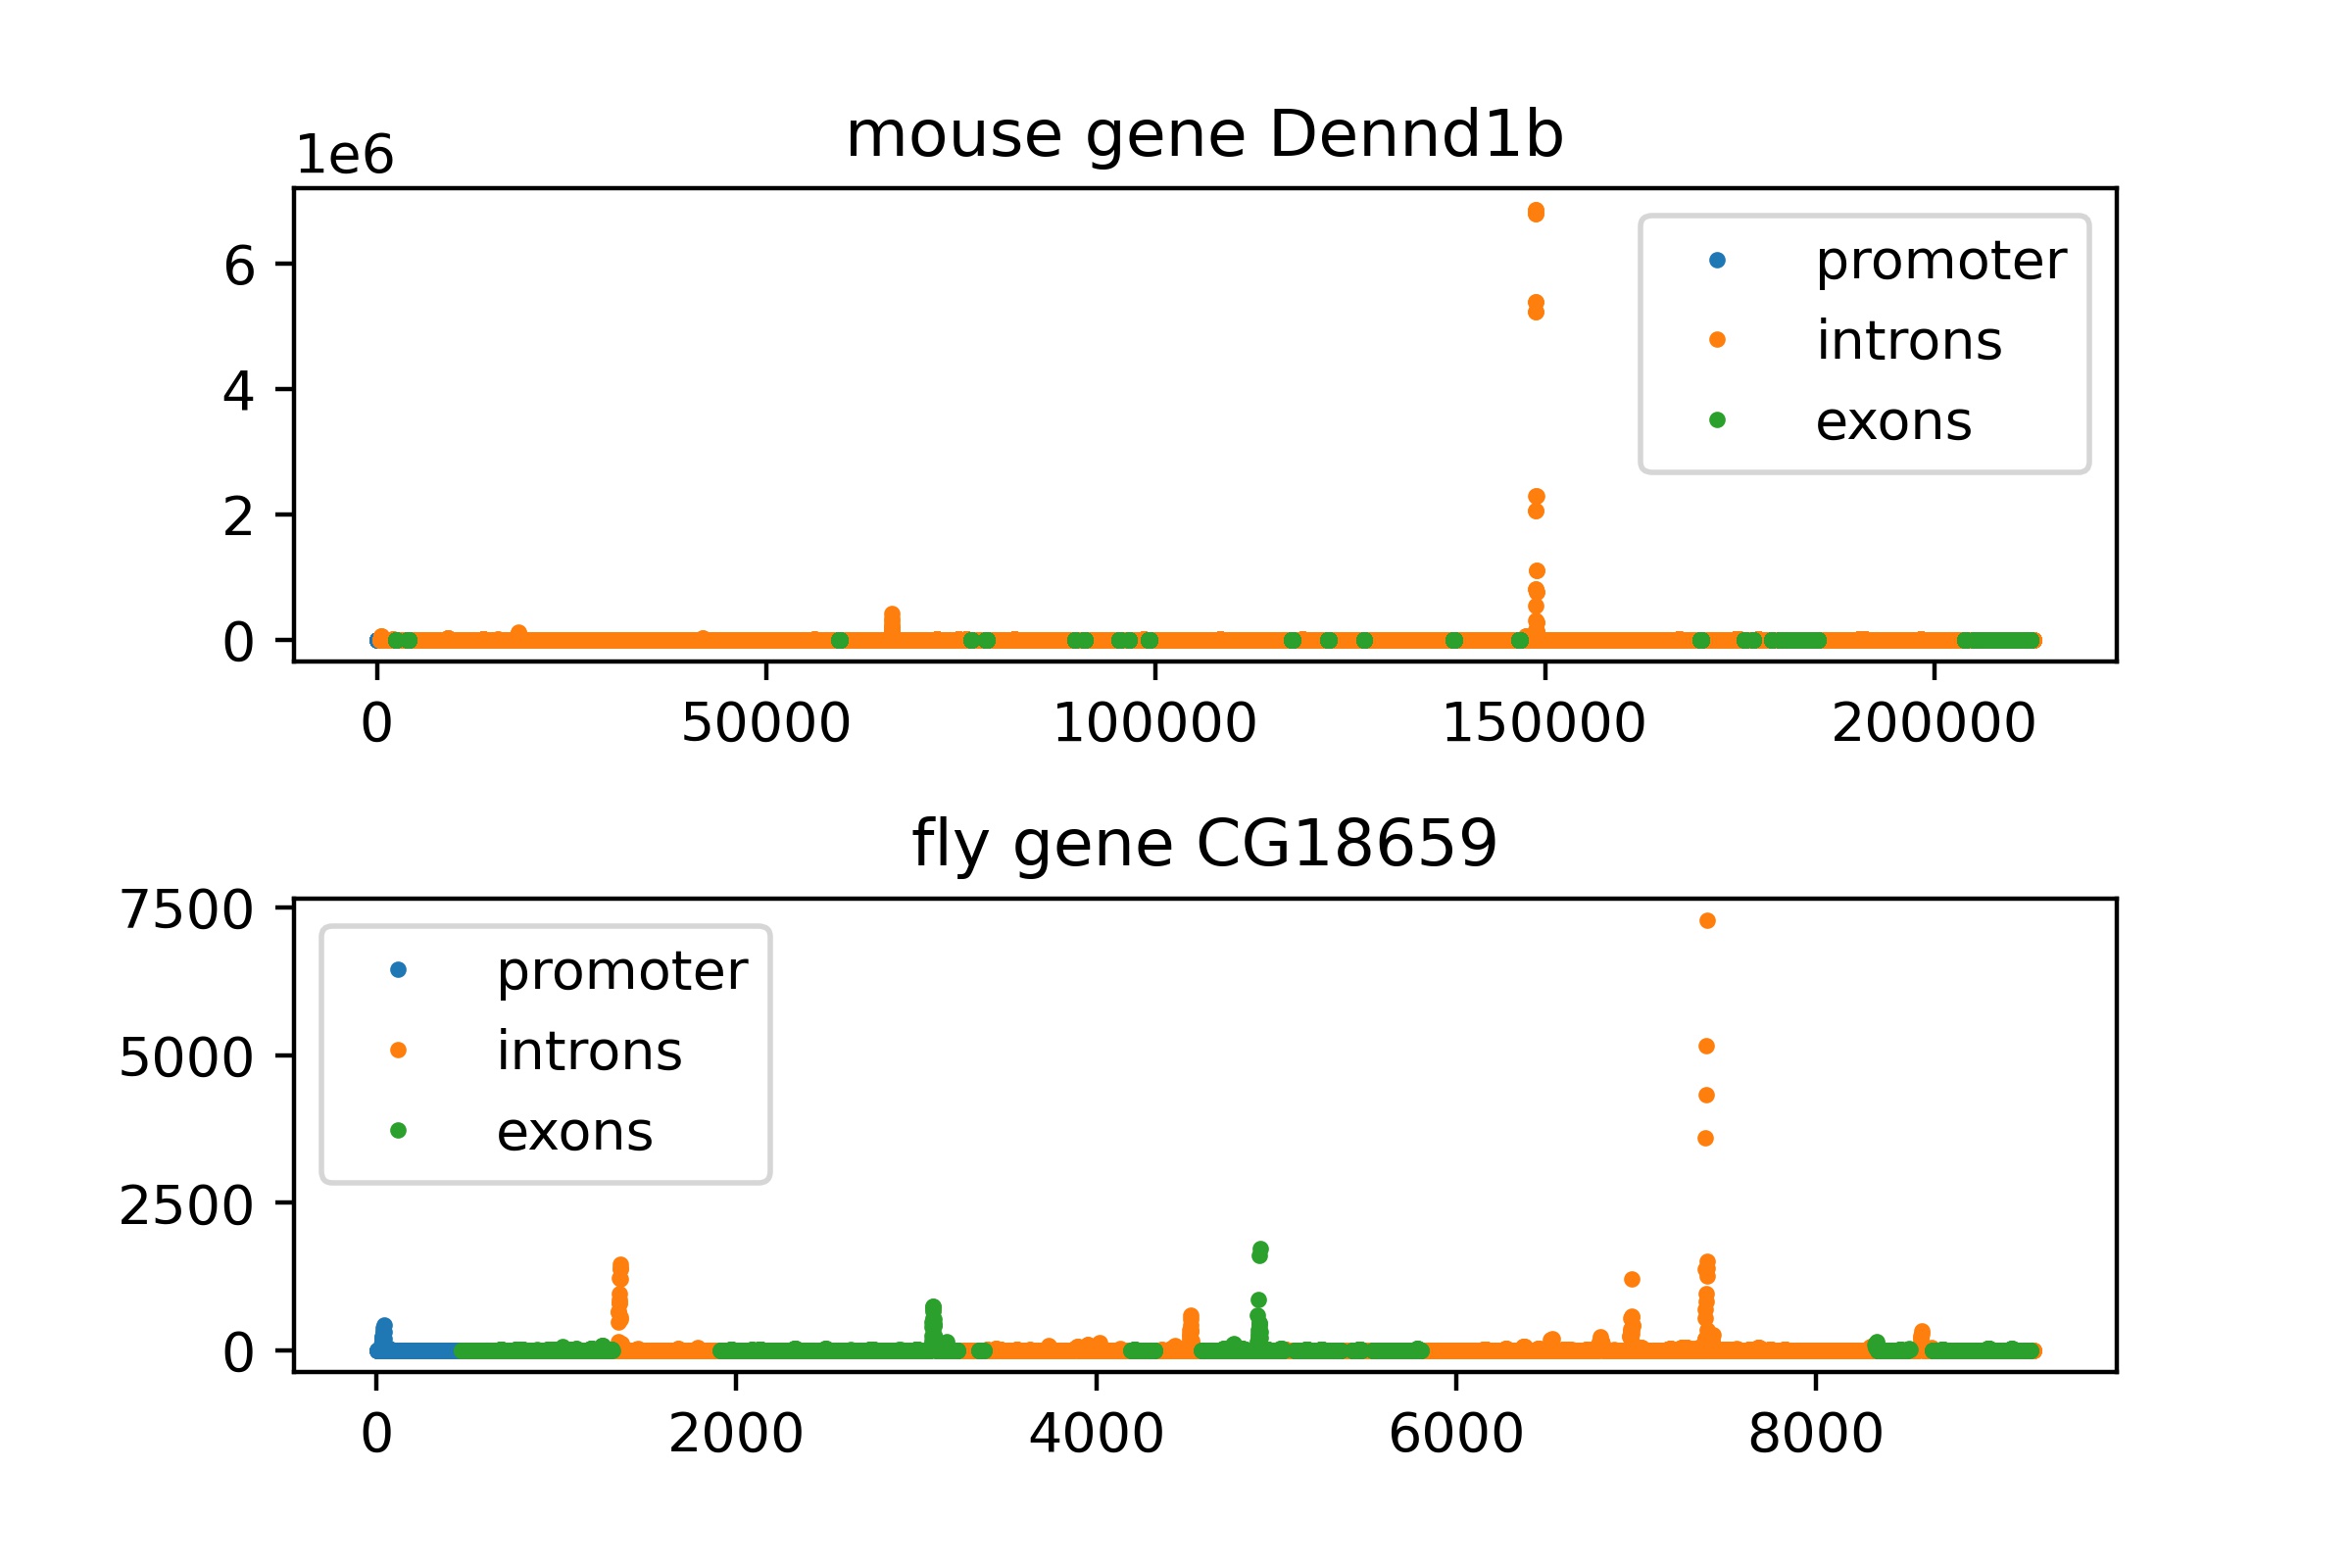 mouse gene Dennd1b
1e6
6
4
2
0
promoter
introns
exons
0 50000 100000 150000 200000
fly gene CG18659
7500
5000
2500
0
promoter
introns
exons
0 2000 4000 6000 8000